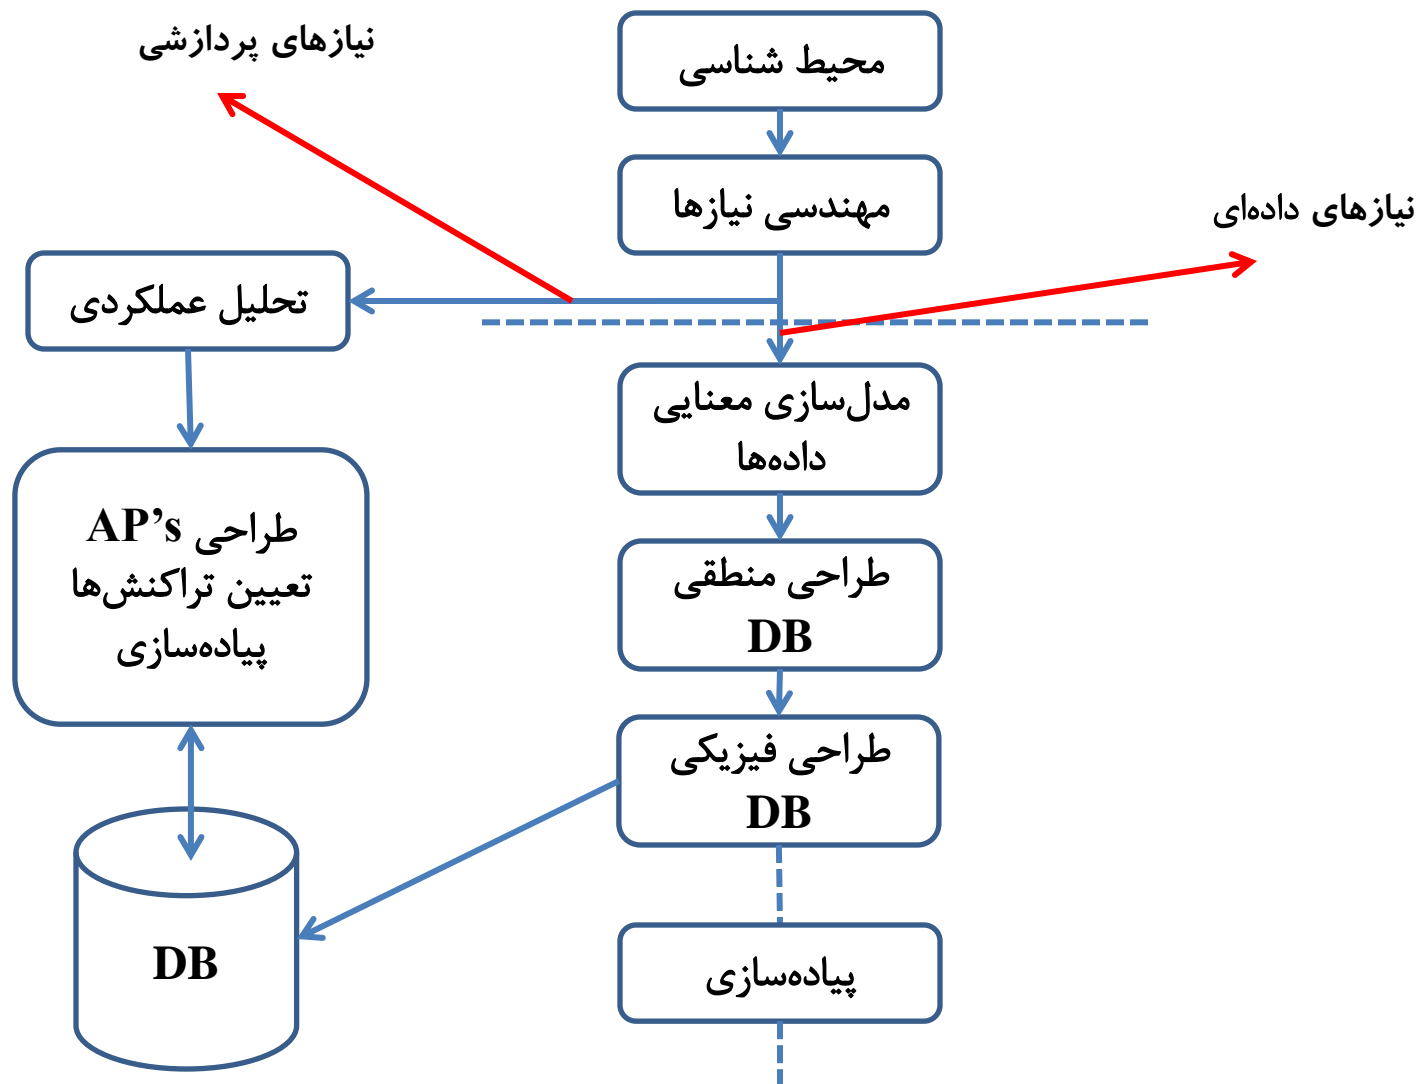 نیازهای پردازشی
محیط شناسی
مهندسی نیازها
نیازهای داده‌ای
تحلیل عملکردی
مدل‌سازی معنایی
داده‌ها
طراحی AP’s
تعیین تراکنش‌ها
پیاده‌سازی
طراحی منطقی
DB
طراحی فیزیکی
DB
DB
پیاده‌سازی